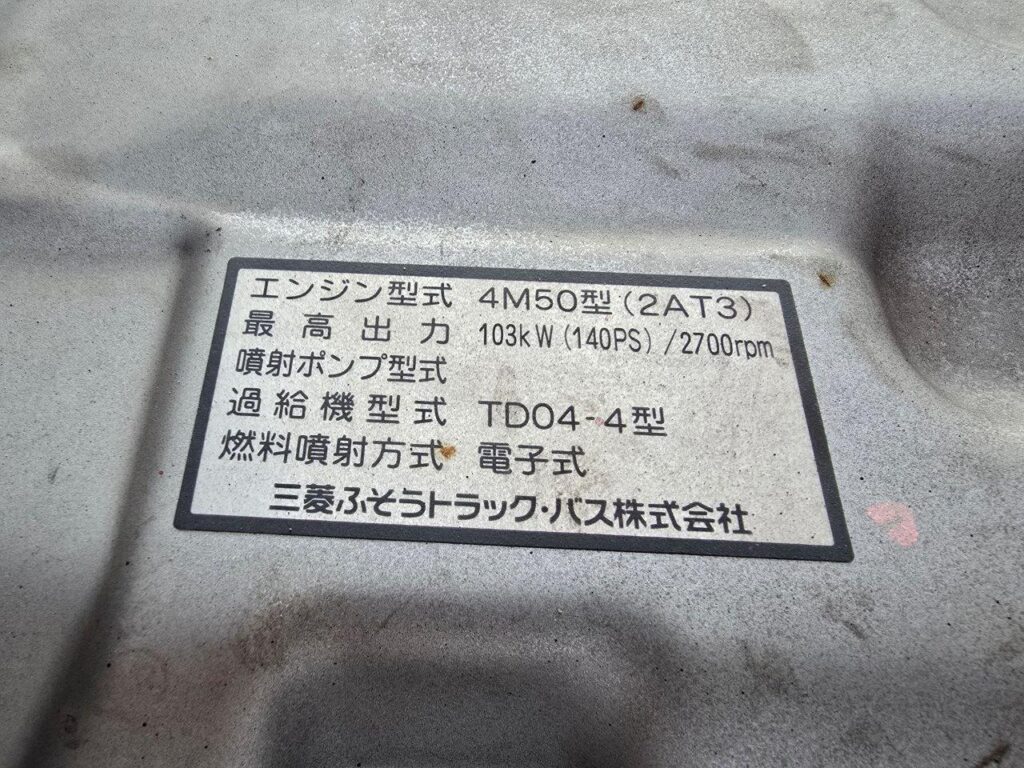 エンジン型式 4M50型(2AT3)
最高出力 103kW(140PS)/2700rpm
噴射ポンプ型式
過給機型式 TD04-4型
燃料噴射方式 電子式
三菱ふそうトラック・バス株式会社